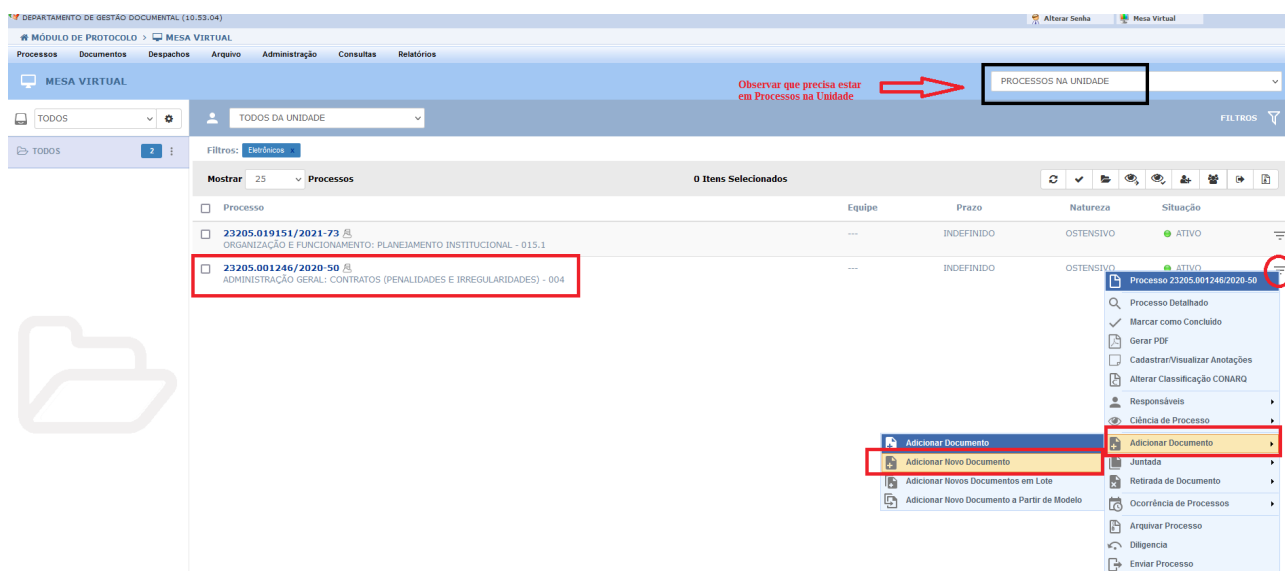 DEPARTAMENTO DE GESTÃO DOCUMENTAL (10.53.04)
Alterar Senha
Mesa Virtual
MÓDULO DE PROTOCOLO > MESA VIRTUAL
Processos Documentos Despachos Arquivo Administração Consultas Relatórios
MESA VIRTUAL
Observar que precisa estar
em Processos na Unidade
PROCESSOS NA UNIDADE
TODOS
TODOS DA UNIDADE
FILTROS
TODOS 2
Filtros: Eletrônicos x
Mostrar 25 Processos
0 Itens Selecionados
Processo Equipe Prazo Natureza Situação
23205.019151/2021-73 --- INDEFINIDO OSTENSIVO ATIVO
ORGANIZAÇÃO E FUNCIONAMENTO: PLANEJAMENTO INSTITUCIONAL - 015.1
23205.001246/2020-50 --- INDEFINIDO OSTENSIVO ATIVO
ADMINISTRAÇÃO GERAL: CONTRATOS (PENALIDADES E IRREGULARIDADES) - 004
Processo 23205.001246/2020-50
Processo Detalhado
Marcar como Concluído
Gerar PDF
Cadastrar/Visualizar Anotações
Alterar Classificação CONARQ
Responsáveis
Ciência de Processo
Adicionar Documento
Juntada
Retirada de Documento
Ocorrência de Processos
Arquivar Processo
Diligencia
Enviar Processo
Adicionar Documento
Adicionar Novo Documento
Adicionar Novos Documentos em Lote
Adicionar Novo Documento a Partir de Modelo